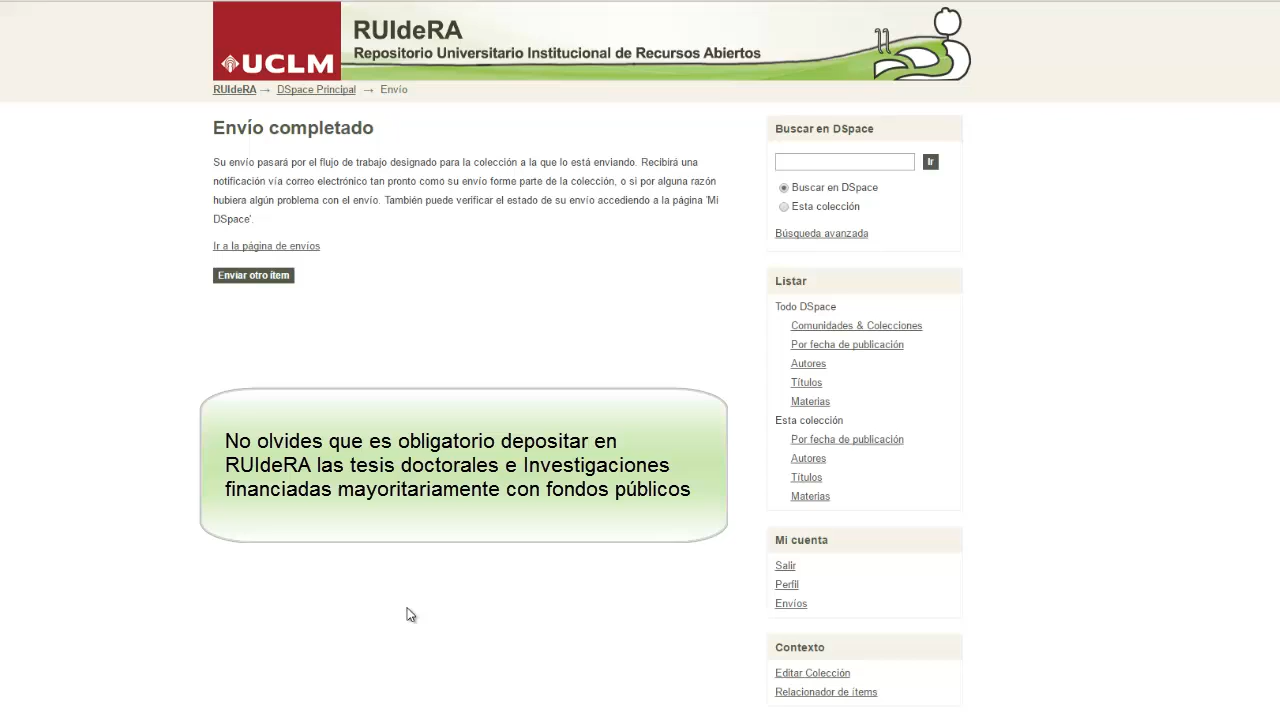 UCLM
RUIdeRA
Repositorio Universitario Institucional de Recursos Abiertos
RUIdeRA → DSpace Principal → Envío
Envío completado
Su envío pasará por el flujo de trabajo designado para la colección a la que lo está enviando. Recibirá una
notificación vía correo electrónico tan pronto como su envío forme parte de la colección, o si por alguna razón
hubiera algún problema con el envío. También puede verificar el estado de su envío accediendo a la página 'Mi
DSpace'.
Ir a la página de envíos
Enviar otro ítem
No olvides que es obligatorio depositar en
RUIdeRA las tesis doctorales e Investigaciones
financiadas mayoritariamente con fondos públicos
Buscar en DSpace
Ir
Buscar en DSpace
Esta colección
Búsqueda avanzada
Listar
Todo DSpace
Comunidades & Colecciones
Por fecha de publicación
Autores
Títulos
Materias
Esta colección
Por fecha de publicación
Autores
Títulos
Materias
Mi cuenta
Salir
Perfil
Envíos
Contexto
Editar Colección
Relacionador de ítems